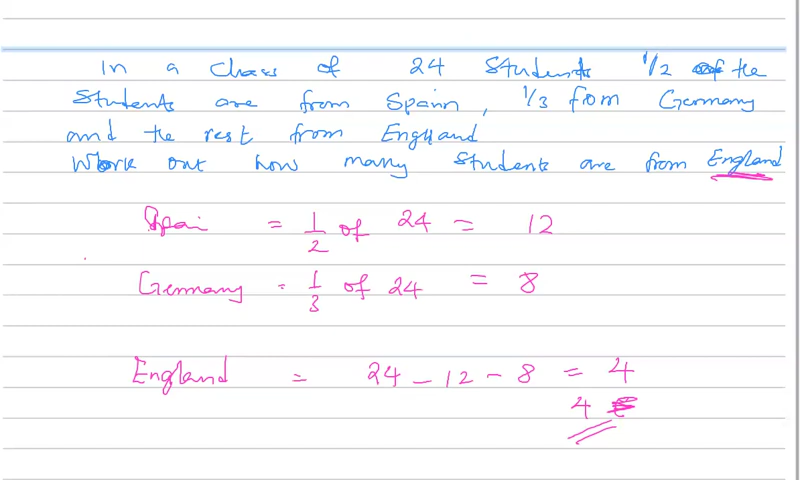 In a class of 24 students 1/2 of the
students are from Spain, 1/3 from Germany
and the rest from England
Work out how many students are from England
Spain = 1/2 of 24 = 12
Germany = 1/3 of 24 = 8
England = 24 - 12 - 8 = 4
4